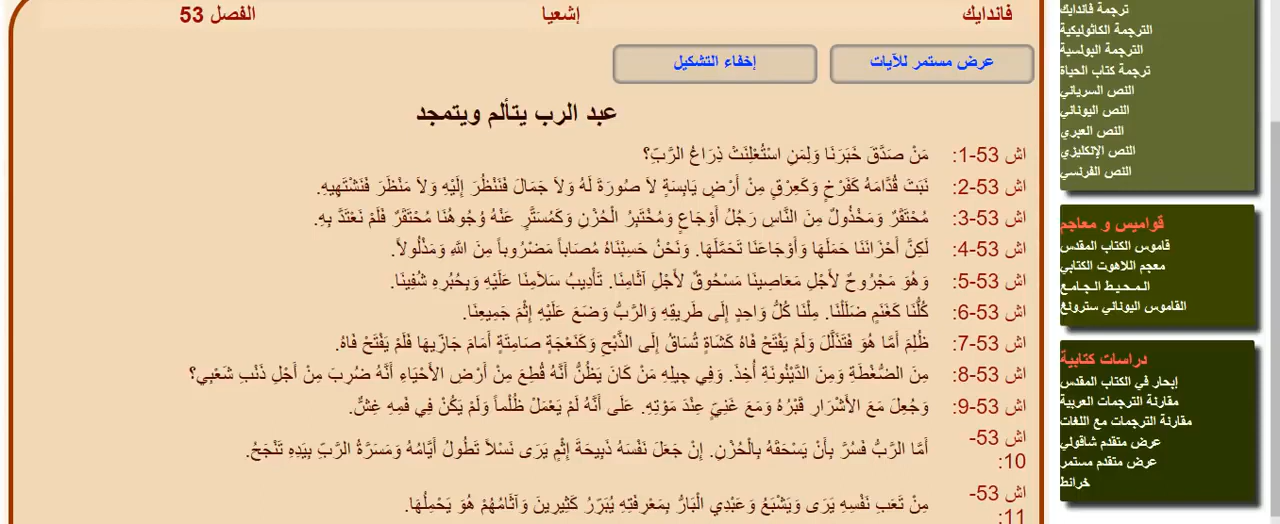 فاندايك
إشعيا
الفصل 53
عرض مستمر للآيات
إخفاء التشكيل
عبد الرب يتألم ويتمجد
اش 53-1: مَنْ صَدَّقَ خَبَرَنَا وَلِمَنِ اسْتُعْلِنَتْ ذِرَاعُ الرَّبِّ؟
اش 53-2: نَبَتَ قُدَّامَهُ كَفَرْخٍ وَكَعِرْقٍ مِنْ أَرْضٍ يَابِسَةٍ لاَ صُورَةَ لَهُ وَلاَ جَمَالَ فَنَنْظُرَ إِلَيْهِ وَلاَ مَنْظَرَ فَنَشْتَهِيهِ.
اش 53-3: مُحْتَقَرٌ وَمَخْذُولٌ مِنَ النَّاسِ رَجُلُ أَوْجَاعٍ وَمُخْتَبِرُ الْحُزْنِ وَكَمُسَتَّرٍ عَنْهُ وُجُوهُنَا مُحْتَقَرٌ فَلَمْ نَعْتَدَّ بِهِ.
اش 53-4: لَكِنَّ أَحْزَانَنَا حَمَلَهَا وَأَوْجَاعَنَا تَحَمَّلَهَا. وَنَحْنُ حَسِبْنَاهُ مُصَاباً مَضْرُوباً مِنَ اللَّهِ وَمَذْلُولاً.
اش 53-5: وَهُوَ مَجْرُوحٌ لأَجْلِ مَعَاصِينَا مَسْحُوقٌ لأَجْلِ آثَامِنَا. تَأْدِيبُ سَلاَمِنَا عَلَيْهِ وَبِحُبُرِهِ شُفِينَا.
اش 53-6: كُلُّنَا كَغَنَمٍ ضَلَلْنَا. مِلْنَا كُلُّ وَاحِدٍ إِلَى طَرِيقِهِ وَالرَّبُّ وَضَعَ عَلَيْهِ إِثْمَ جَمِيعِنَا.
اش 53-7: ظُلِمَ أَمَّا هُوَ فَتَذَلَّلَ وَلَمْ يَفْتَحْ فَاهُ كَشَاةٍ تُسَاقُ إِلَى الذَّبْحِ وَكَنَعْجَةٍ صَامِتَةٍ أَمَامَ جَازِّيهَا فَلَمْ يَفْتَحْ فَاهُ.
اش 53-8: مِنَ الضُّغْطَةِ وَمِنَ الدَّيْنُونَةِ أُخِذَ. وَفِي جِيلِهِ مَنْ كَانَ يَظُنُّ أَنَّهُ قُطِعَ مِنْ أَرْضِ الأَحْيَاءِ أَنَّهُ ضُرِبَ مِنْ أَجْلِ ذَنْبِ شَعْبِي؟
اش 53-9: وَجُعِلَ مَعَ الأَشْرَارِ قَبْرُهُ وَمَعَ غَنِيٍّ عِنْدَ مَوْتِهِ. عَلَى أَنَّهُ لَمْ يَعْمَلْ ظُلْماً وَلَمْ يَكُنْ فِي فَمِهِ غِشٌّ.
اش 53-
10: أَمَّا الرَّبُّ فَسُرَّ بِأَنْ يَسْحَقَهُ بِالْحُزْنِ. إِنْ جَعَلَ نَفْسَهُ ذَبِيحَةَ إِثْمٍ يَرَى نَسْلاً تَطُولُ أَيَّامُهُ وَمَسَرَّةُ الرَّبِّ بِيَدِهِ تَنْجَحُ.
اش 53-
11: مِنْ تَعَبِ نَفْسِهِ يَرَى وَيَشْبَعُ وَعَبْدِي الْبَارُّ بِمَعْرِفَتِهِ يُبَرِّرُ كَثِيرِينَ وَآثَامُهُمْ هُوَ يَحْمِلُهَا.
ترجمة فاندايك
الترجمة الكاثوليكية
الترجمة البولسية
ترجمة كتاب الحياة
النص السرياني
النص اليوناني
النص العبري
النص الإنكليزي
النص الفرنسي
قواميس و معاجم
قاموس الكتاب المقدس
معجم اللاهوت الكتابي
المحيط الجامع
القاموس اليوناني سترونغ
دراسات كتابية
إبحار في الكتاب المقدس
مقارنة الترجمات العربية
مقارنة الترجمات مع اللغات
عرض متقدم شاقولي
عرض متقدم مستمر
خرائط